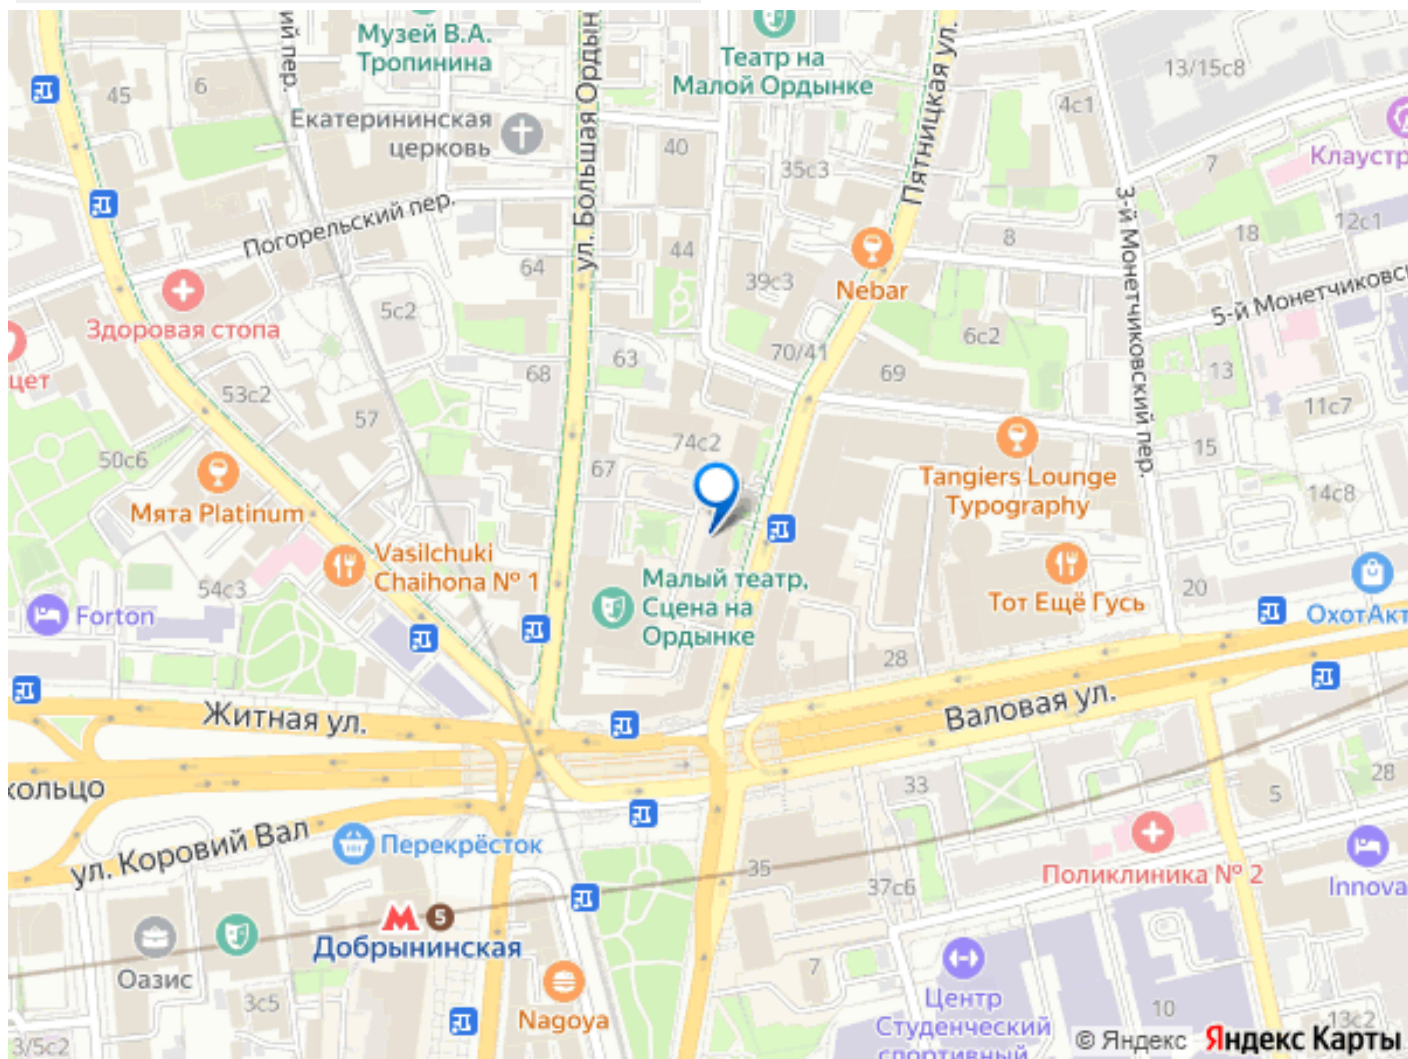 Музей В.А.
Тропинина
Театр на
Малой Ордынке
Пятницкая ул.
13/15с8
ий пер.
6
45
4с1
Екатерининская
церковь
ул. Большая Ордын
40
35с3
7
Клаустр
Погорельский пер.
3-й Монетчиковский пер.
12с1
18
8
64
44
39с3
Nebar
5с2
Здоровая стопа
5-й Монетчиковс
6с2
63
70/41
цет
68
69
13
53с2
57
11с7
74с2
15
50с6
67
Tangiers Lounge
Typography
14с8
Мята Platinum
Vasilchuki
Chaihona № 1
54с3
Малый театр,
Сцена на
Ордынке
Тот Ещё Гусь
20
ОхотАкт
Forton
28
Житная ул.
Валовая ул.
кольцо
33
28
5
ул. Коровий Вал
Перекрёсток
35
Поликлиника № 2
37с6
Innova
5
Добрынинская
Оазис
7
3с5
Nagoya
Центр
Студенческий
спортивный
10
13с2
3/5с2
© Яндекс
Яндекс Карты